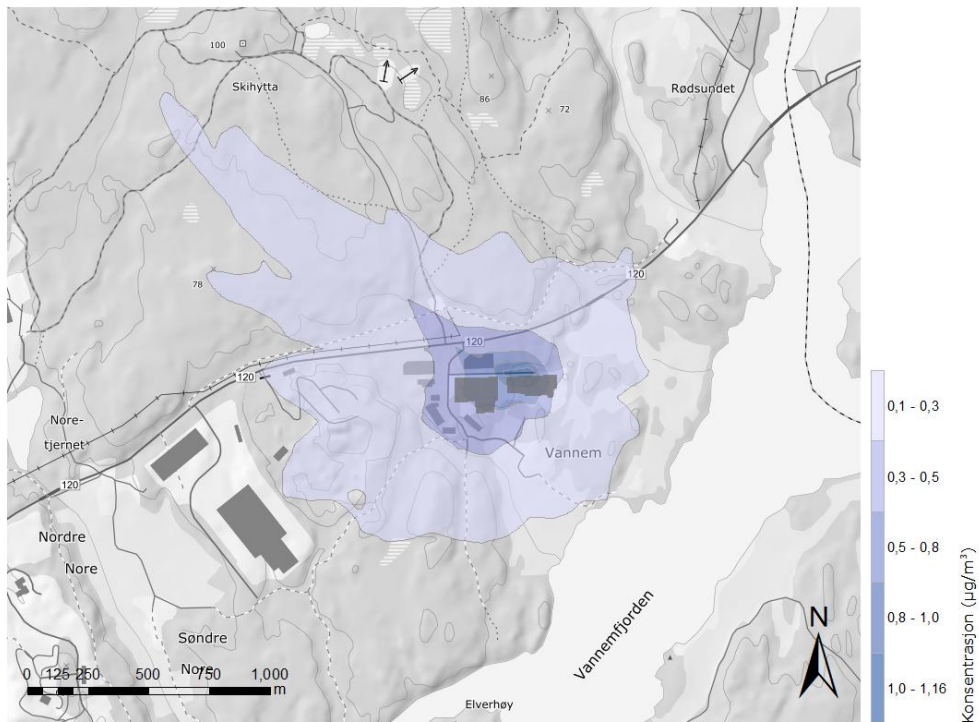 100
Skihytta
86
72
Rødsundet
78
120
120
120
120
Nore-
tjernet
Vannem
Nordre
Nore
Søndre
Nore
Vannemfjorden
Elverhøy
0 125 250 500 750 1,000
m
N
0,1 - 0,3
0,3 - 0,5
0,5 - 0,8
0,8 - 1,0
1,0 - 1,16
Konsentrasjon (µg/m³)